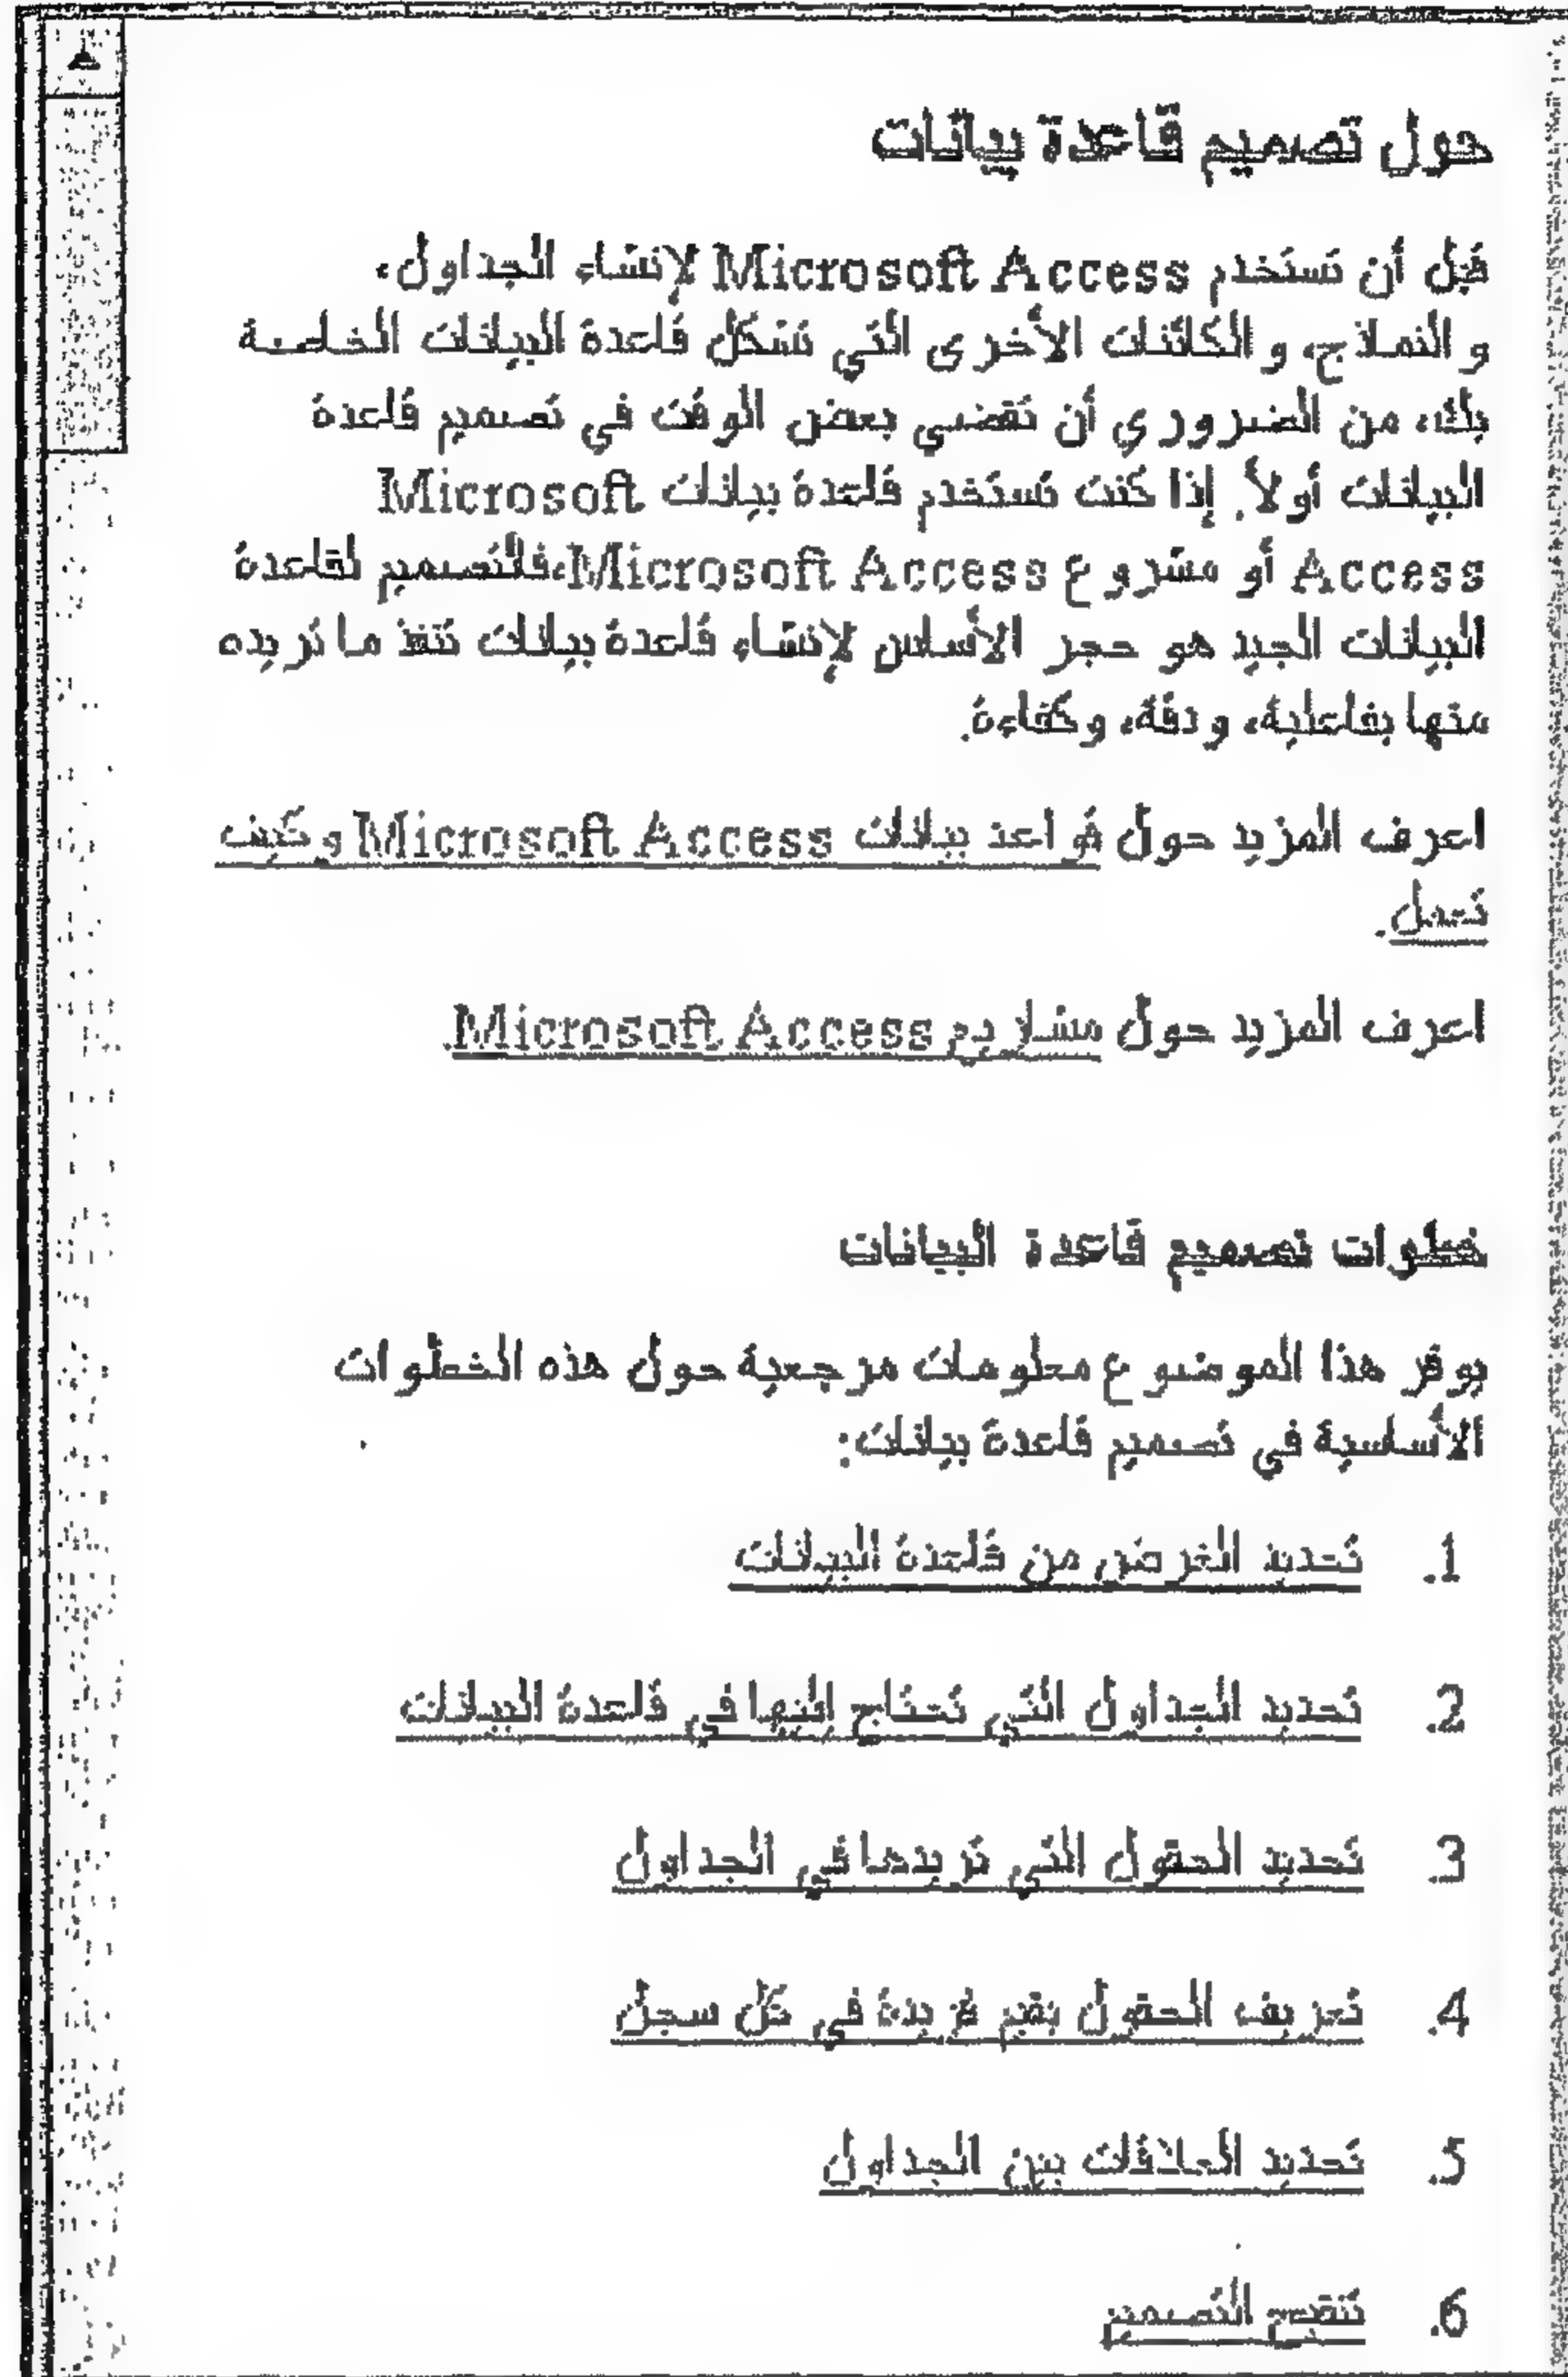 حول تصميم قاعدة بيانات
قبل أن تستخدم Microsoft Access لإنشاء الجداول،
والنماذج، والكائنات الأخرى التي تشكل قاعدة البيانات الخاصة
بك، من الضروري أن تقضي بعض الوقت في تصميم قاعدة
البيانات أولاً. إذا كنت تستخدم قاعدة بيانات Microsoft
Access أو مشروع Microsoft Access،فالتصميم لقاعدة
البيانات الجيد هو حجر الأساس لإنشاء قاعدة بيانات تنفذ ما تريده
منها بفاعلية، ودقة، وكفاءة.
اعرف المزيد حول قواعد بيانات Microsoft Access وكيف
تعمل.
اعرف المزيد حول مشاريع Microsoft Access.
خطوات تصميم قاعدة البيانات
يوفر هذا الموضوع معلومات مرجعية حول هذه الخطوات
الأساسية في تصميم قاعدة بيانات:
1. تحديد الغرض من قاعدة البيانات
2. تحديد الجداول التي تحتاج إليها في قاعدة البيانات
3. تحديد الحقول التي تريدها في الجداول
4. تعريف الحقول بقيم فريدة في كل سجل
5. تحديد العلاقات بين الجداول
6. تنقيح التصميم